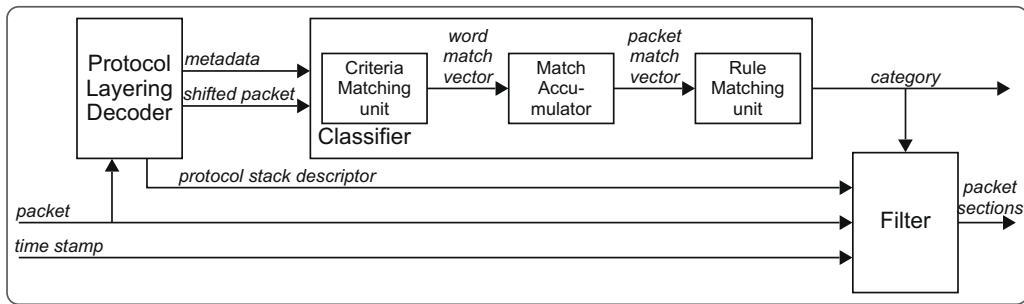 Protocol
Layering
Decoder
metadata
shifted packet
Criteria
Matching
unit
word
match
vector)
Match
Accu-
mulator
packet
match
vector)
Rule
Matching
unit
Classifier
category
protocol stack descriptor
packet
time stamp
Filter
packet
sections